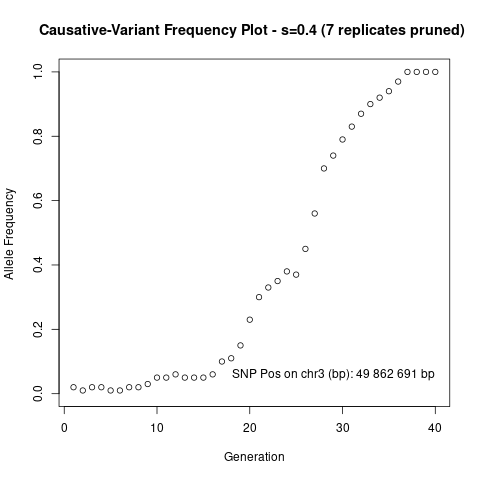 Causative-Variant Frequency Plot - s=0.4 (7 replicates pruned)
Allele Frequency
1.0
0.8
0.6
0.4
0.2
0.0
SNP Pos on chr3 (bp): 49 862 691 bp
0 10 20 30 40
Generation